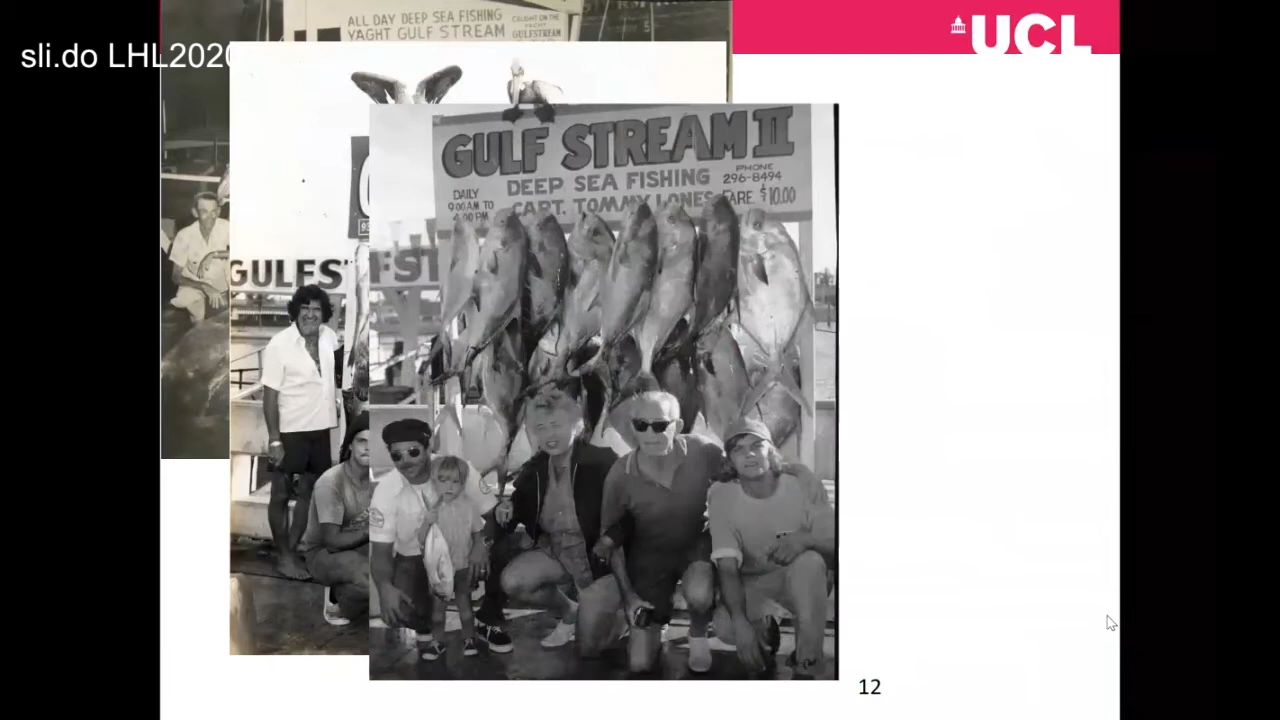 ALL DAY DEEP SEA FISHING
YACHT GULF STREAM
CAUGHT ON THE
YACHT
GULFSTREAM
UCL
sli.do LHL2020
GULF STREAM II
DEEP SEA FISHING
PHONE
296-8494
DAILY
9:00 AM TO
4:00 PM
CAPT. TOMMY LONES
FARE $10.00
GULFS
FST
12